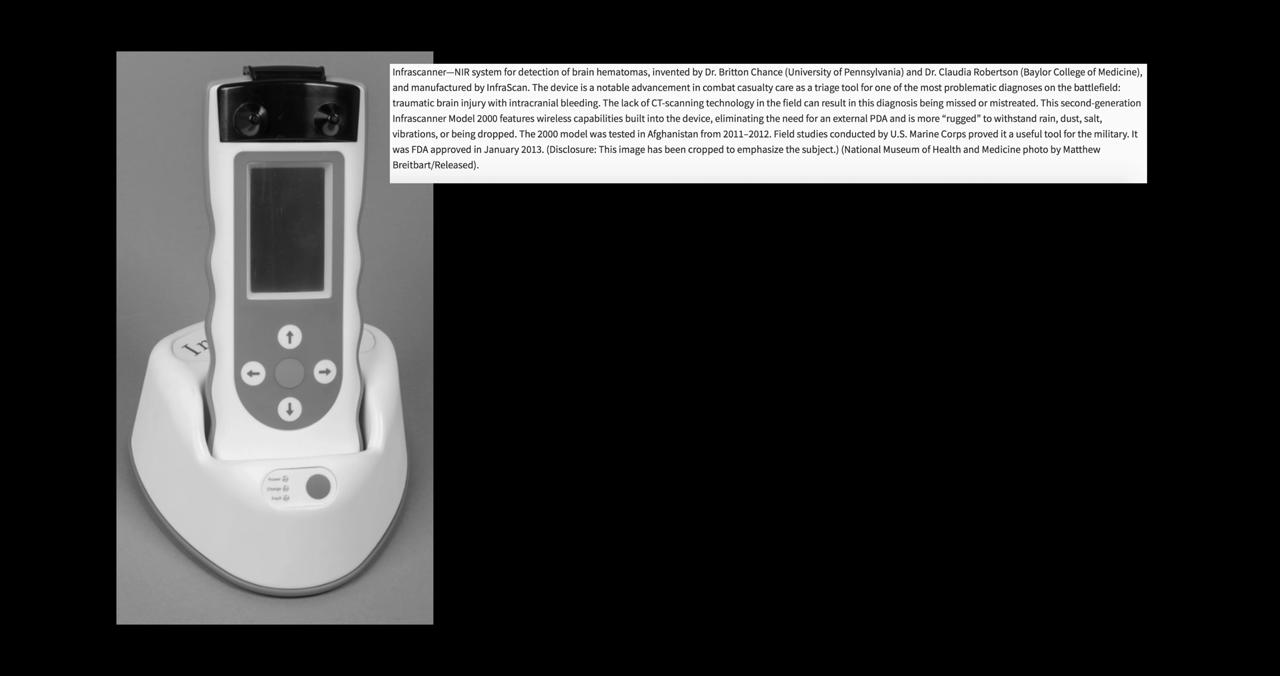 Infrascanner—NIR system for detection of brain hematomas, invented by Dr. Britton Chance (University of Pennsylvania) and Dr. Claudia Robertson (Baylor College of Medicine),
and manufactured by InfraScan. The device is a notable advancement in combat casualty care as a triage tool for one of the most problematic diagnoses on the battlefield:
traumatic brain injury with intracranial bleeding. The lack of CT-scanning technology in the field can result in this diagnosis being missed or mistreated. This second-generation
Infrascanner Model 2000 features wireless capabilities built into the device, eliminating the need for an external PDA and is more “rugged” to withstand rain, dust, salt,
vibrations, or being dropped. The 2000 model was tested in Afghanistan from 2011–2012. Field studies conducted by U.S. Marine Corps proved it a useful tool for the military. It
was FDA approved in January 2013. (Disclosure: This image has been cropped to emphasize the subject.) (National Museum of Health and Medicine photo by Matthew
Breitbart/Released).
In
Power
Charge
Fault